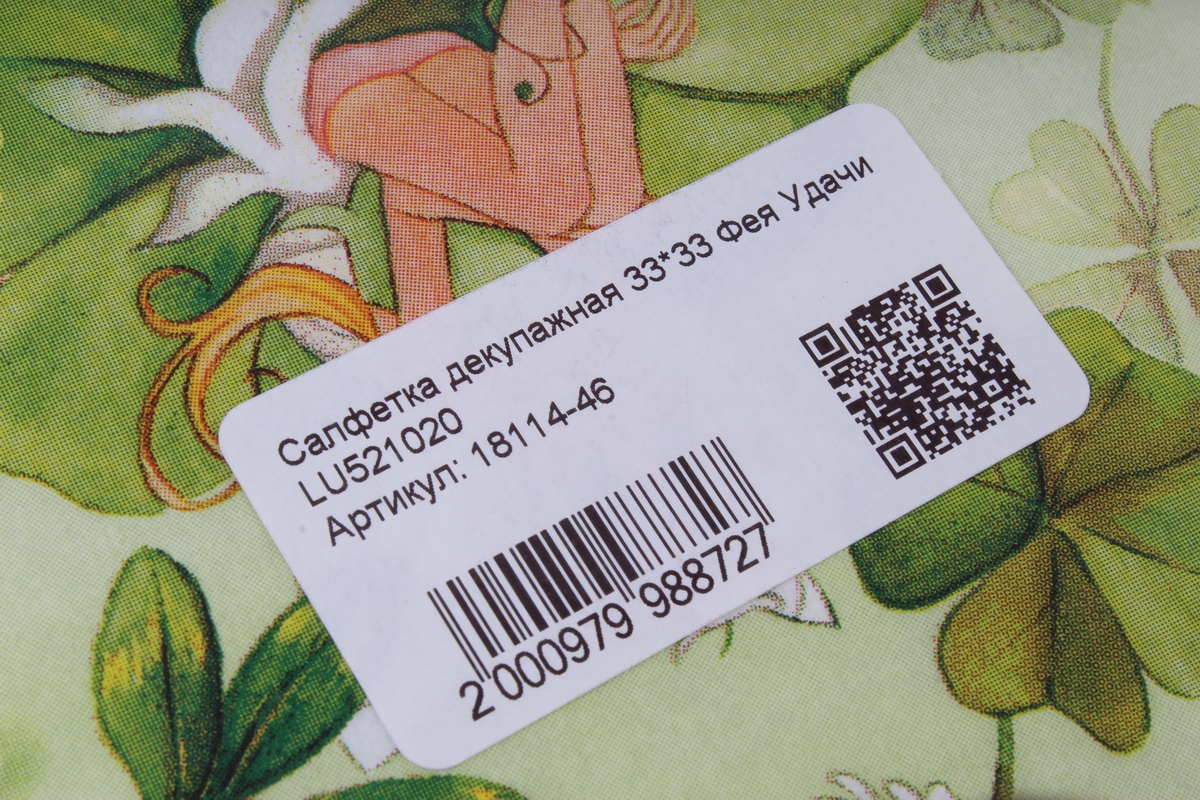 Салфетка декупажная 33*33 Фея Удачи
LU521020
Артикул: 18114-46
2 000979 988727